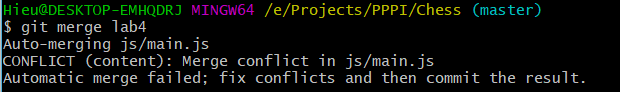 Hieu@DESKTOP-EMHQDRJ MINGW64 /e/Projects/PPPI/Chess (master)
$ git merge lab4
Auto-merging js/main.js
CONFLICT (content): Merge conflict in js/main.js
Automatic merge failed; fix conflicts and then commit the result.